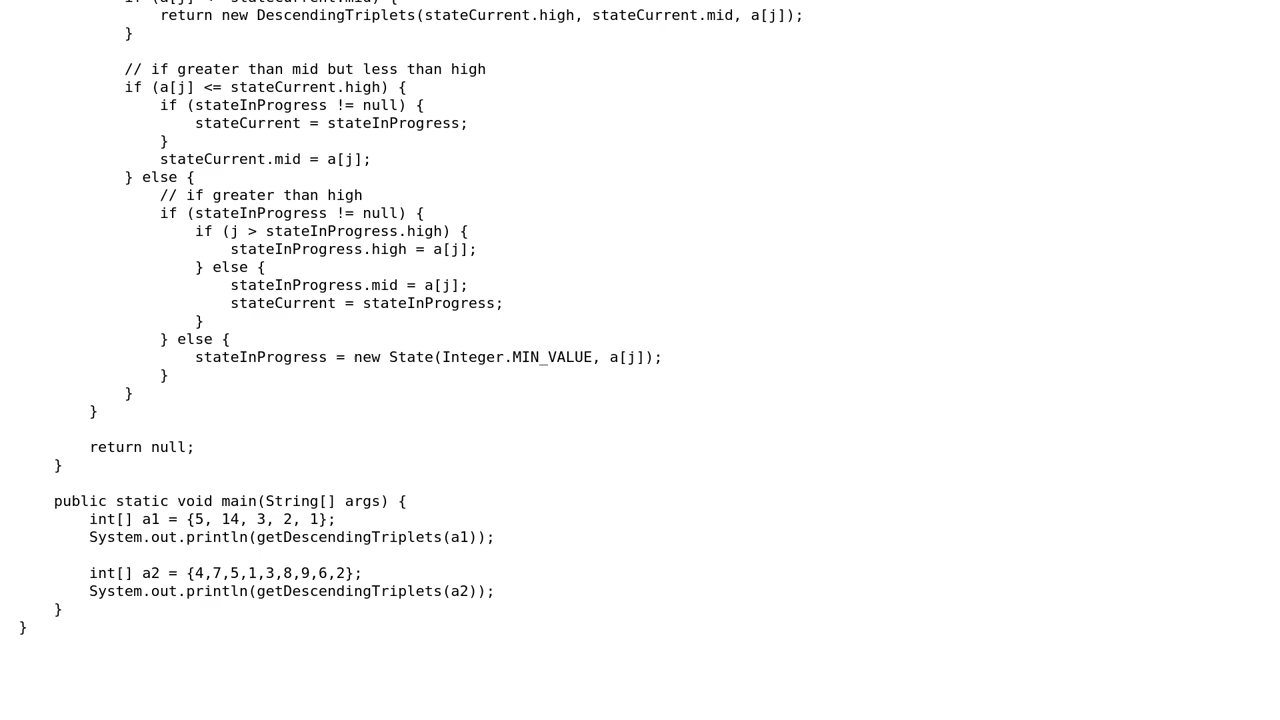 return new DescendingTriplets(stateCurrent.high, stateCurrent.mid, a[j]);
}
// if greater than mid but less than high
if (a[j] <= stateCurrent.high) {
if (stateInProgress != null) {
stateCurrent = stateInProgress;
}
stateCurrent.mid = a[j];
} else {
// if greater than high
if (stateInProgress != null) {
if (j > stateInProgress.high) {
stateInProgress.high = a[j];
} else {
stateInProgress.mid = a[j];
stateCurrent = stateInProgress;
}
} else {
stateInProgress = new State(Integer.MIN_VALUE, a[j]);
}
}
}
return null;
}
public static void main(String[] args) {
int[] a1 = {5, 14, 3, 2, 1};
System.out.println(getDescendingTriplets(a1));
int[] a2 = {4,7,5,1,3,8,9,6,2};
System.out.println(getDescendingTriplets(a2));
}
}